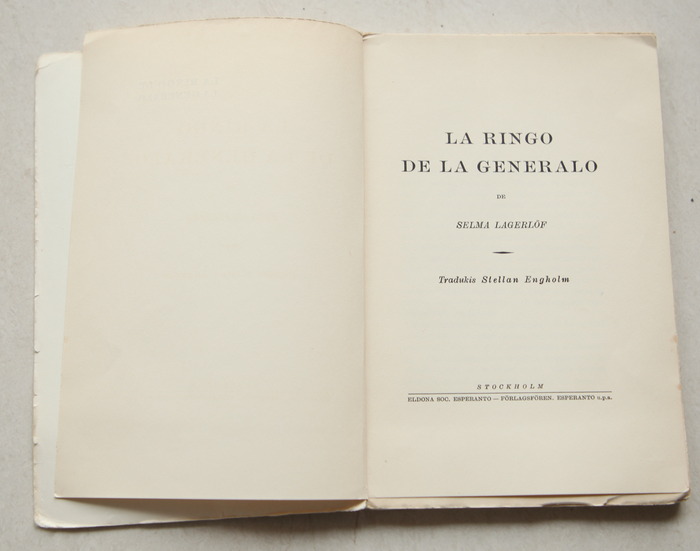 LA RINGO
DE LA GENERALO
DE
SELMA LAGERLÖF
Tradukis Stellan Engholm
STOCKHOLM
ELDONA SOC. ESPERANTO — FÖRLAGSFÖREN. ESPERANTO u.p.a.